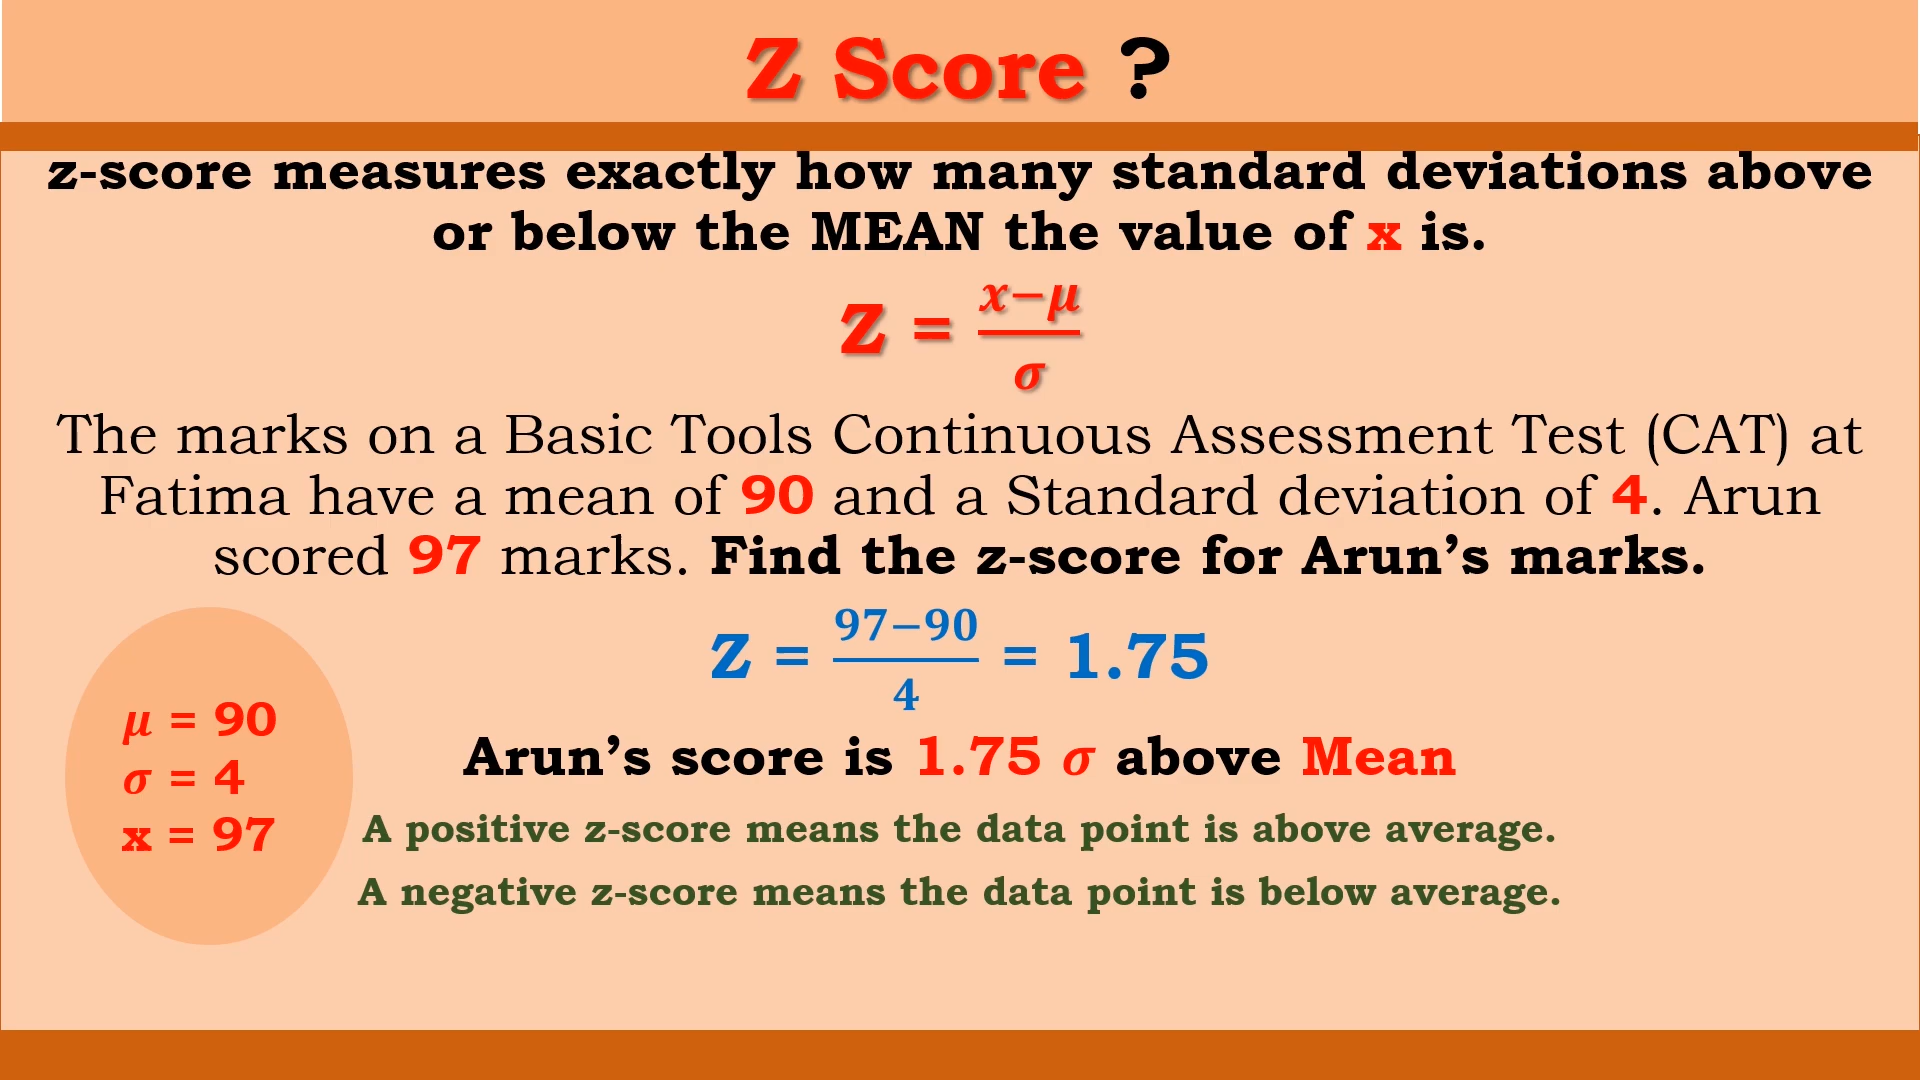 Z Score ?
z-score measures exactly how many standard deviations above
or below the MEAN the value of x is.
Z = \frac{x−μ}{σ}
The marks on a Basic Tools Continuous Assessment Test (CAT) at
Fatima have a mean of 90 and a Standard deviation of 4. Arun
scored 97 marks. Find the z-score for Arun’s marks.
Z = \frac{97−90}{4} = 1.75
μ = 90
σ = 4
x = 97
Arun’s score is 1.75 σ above Mean
A positive z-score means the data point is above average.
A negative z-score means the data point is below average.